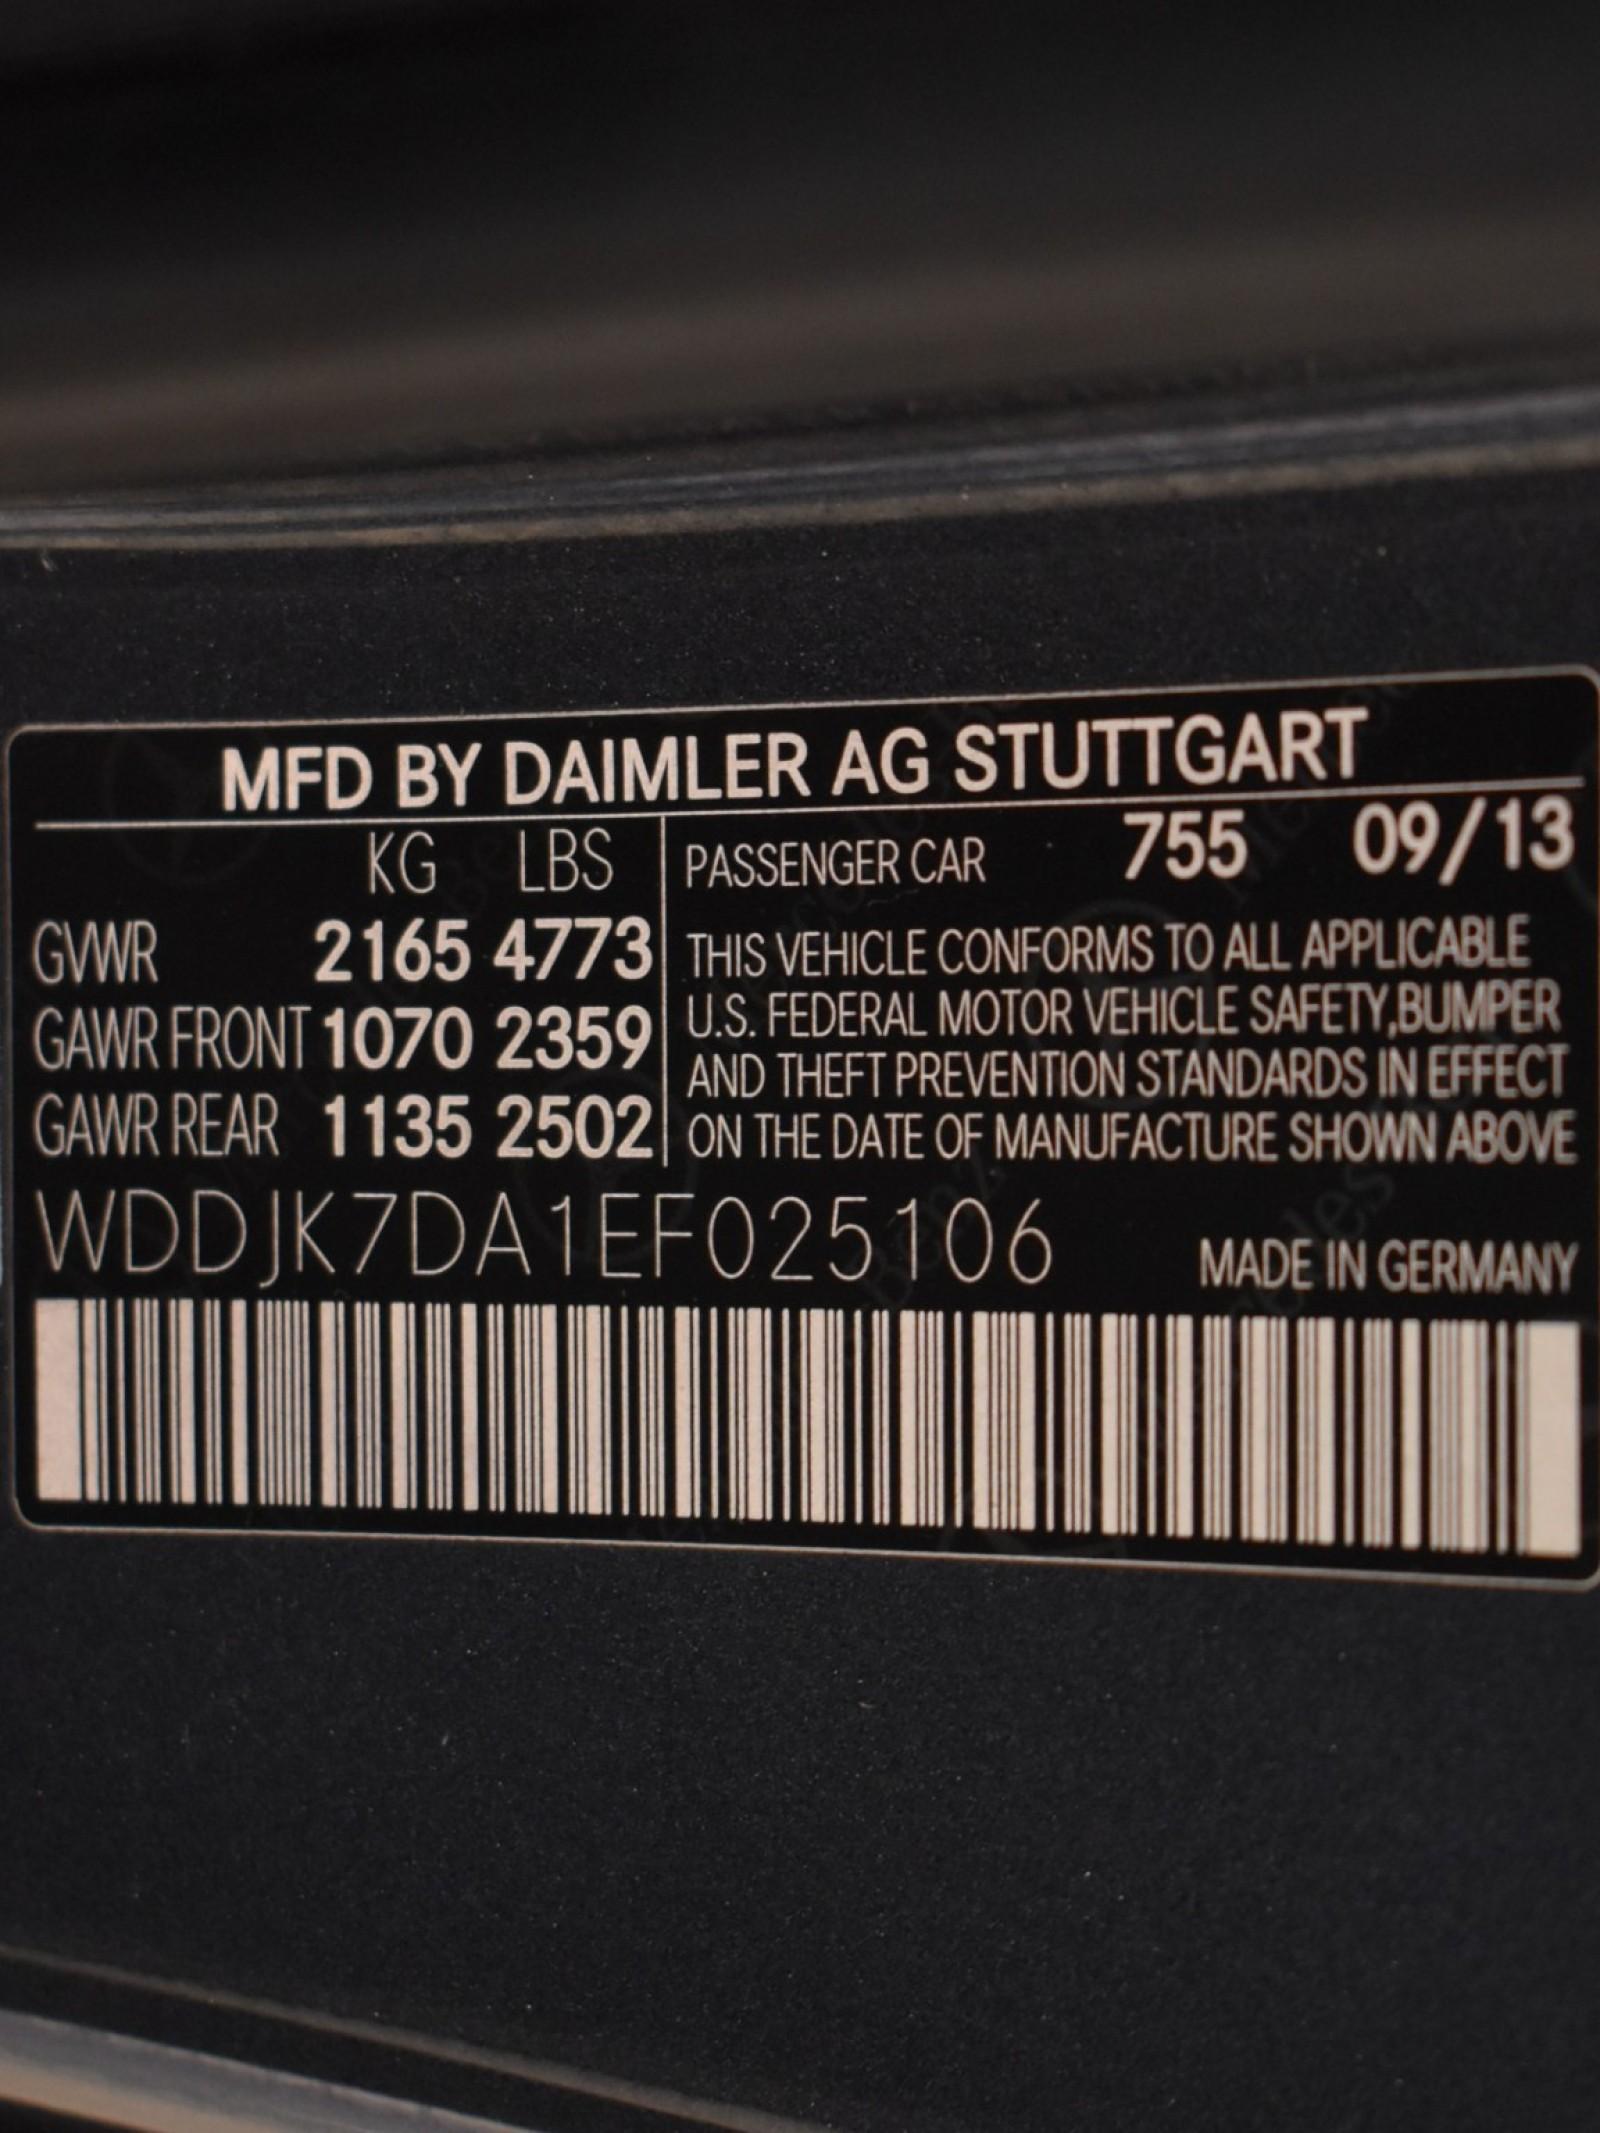 MFD BY DAIMLER AG STUTTGART
KG LBS
GVWR 2165 4773
GAWR FRONT 1070 2359
GAWR REAR 1135 2502
PASSENGER CAR 755 09/13
THIS VEHICLE CONFORMS TO ALL APPLICABLE
U.S. FEDERAL MOTOR VEHICLE SAFETY,BUMPER
AND THEFT PREVENTION STANDARDS IN EFFECT
ON THE DATE OF MANUFACTURE SHOWN ABOVE
WDDJK7DA1EF025106
MADE IN GERMANY